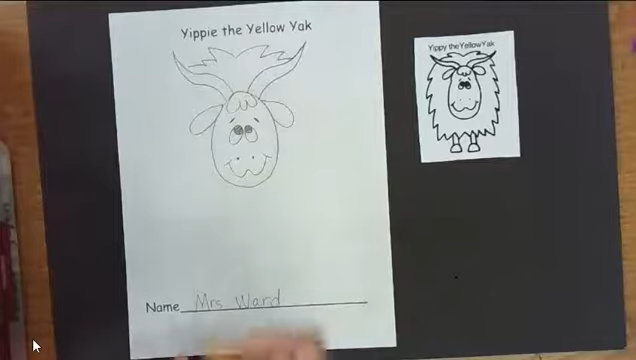 Yippie the Yellow Yak
Yippy the Yellow Yak
Name Mrs Ward